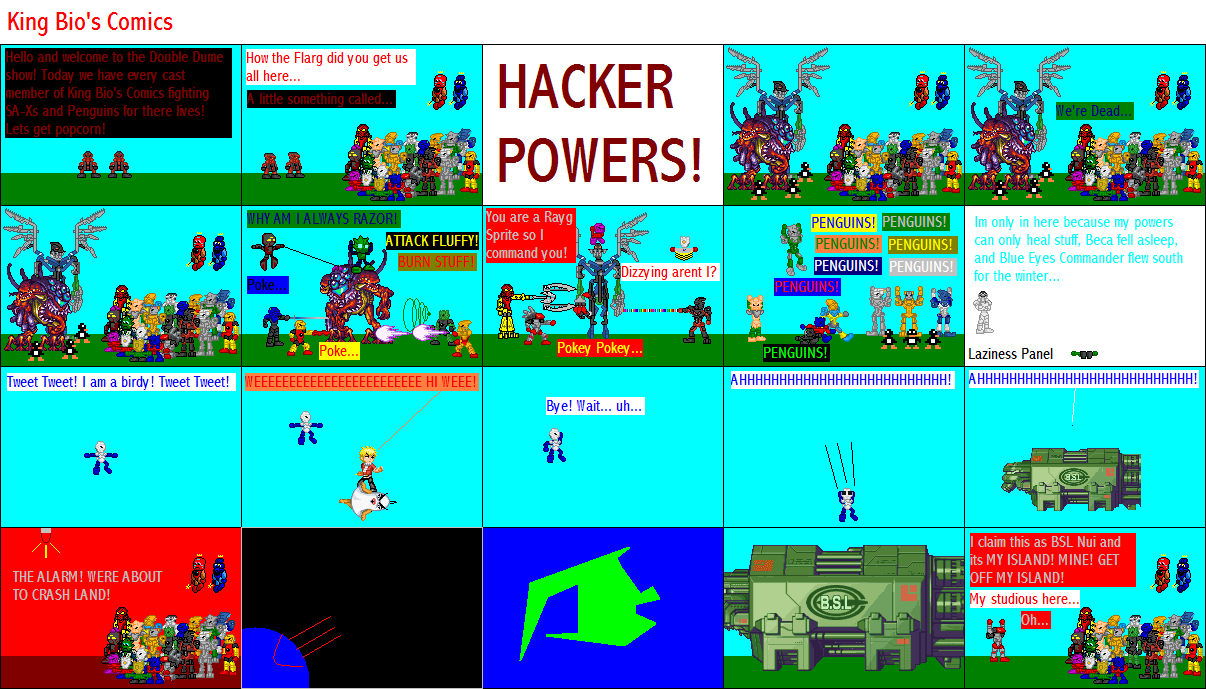 King Bio's Comics
Hello and welcome to the Double Dume
show! Today we have every cast
member of King Bio's Comics fighting
SA-Xs and Penguins for there lives!
Lets get popcorn!
How the Flarg did you get us
all here...
A little something called...
HACKER
POWERS!
We're Dead...
WHY AM I ALWAYS RAZOR!
ATTACK FLUFFY!
BURN STUFF!
Poke...
Poke...
You are a Rayg
Sprite so I
command you!
Dizzying arent I?
Pokey Pokey...
PENGUINS!
PENGUINS!
PENGUINS!
PENGUINS!
PENGUINS!
PENGUINS!
PENGUINS!
PENGUINS!
Im only in here because my powers
can only heal stuff, Beca fell asleep,
and Blue Eyes Commander flew south
for the winter...
Laziness Panel
Tweet Tweet! I am a birdy! Tweet Tweet!
WEEEEEEEEEEEEEEEEEEEEEEEE HI WEEE!
Bye! Wait... uh...
AHHHHHHHHHHHHHHHHHHHHHHHHHHH!
AHHHHHHHHHHHHHHHHHHHHHHHHHHHH!
B.S.L
THE ALARM! WERE ABOUT
TO CRASH LAND!
B.S.L
I claim this as BSL Nui and
its MY ISLAND! MINE! GET
OFF MY ISLAND!
My studious here...
Oh...